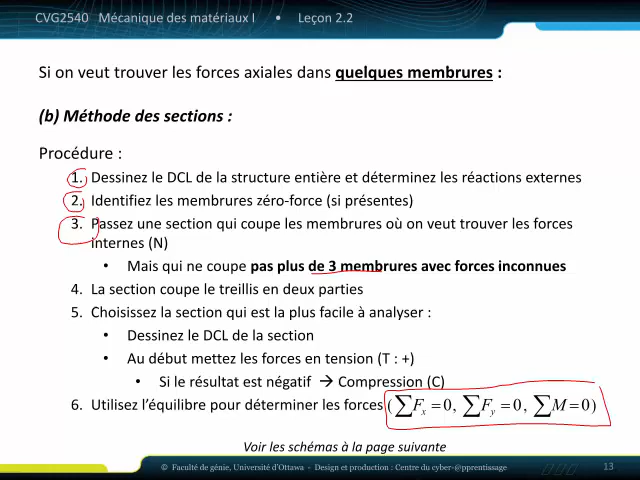 CVG2540 Mécanique des matériaux I • Leçon 2.2
Si on veut trouver les forces axiales dans quelques membrures :
(b) Méthode des sections :
Procédure :
1. Dessinez le DCL de la structure entière et déterminez les réactions externes
2. Identifiez les membrures zéro-force (si présentes)
3. Passez une section qui coupe les membrures où on veut trouver les forces
internes (N)
• Mais qui ne coupe pas plus de 3 membrures avec forces inconnues
4. La section coupe le treillis en deux parties
5. Choisissez la section qui est la plus facile à analyser :
• Dessinez le DCL de la section
• Au début mettez les forces en tension (T : +)
• Si le résultat est négatif → Compression (C)
6. Utilisez l'équilibre pour déterminer les forces (∑Fx = 0, ∑Fy = 0, ∑M = 0)
Voir les schémas à la page suivante
© Faculté de génie, Université d'Ottawa - Design et production : Centre du cyber-@pprentissage 13